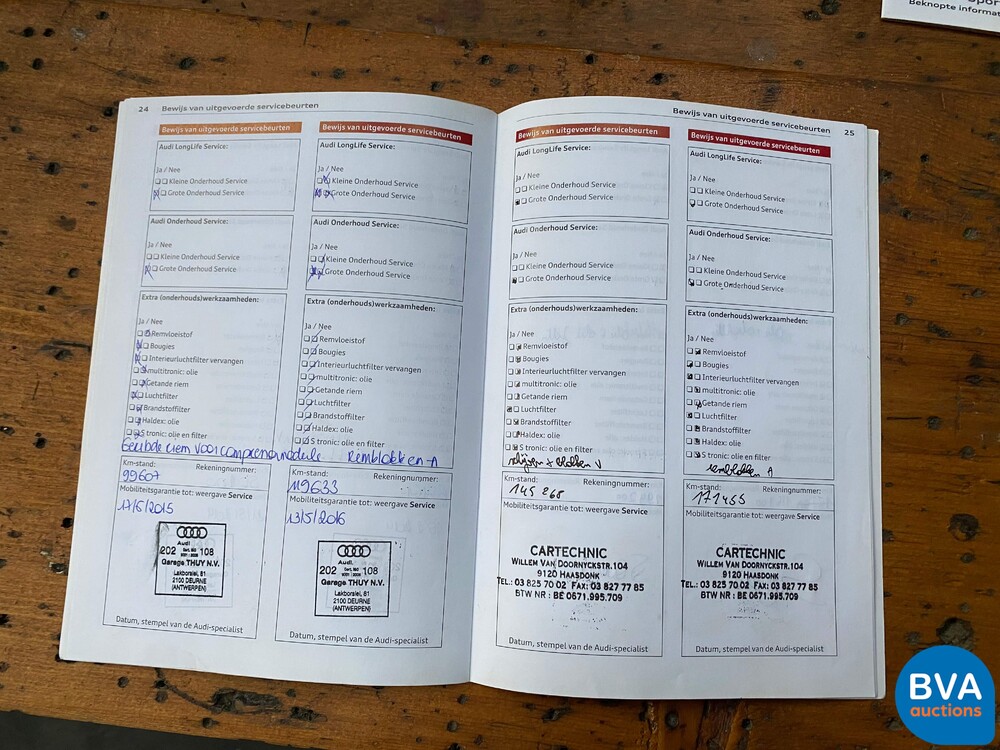 Beknopte informat
24 Bewijs van uitgevoerde servicebeurten
Bewijs van uitgevoerde servicebeurten
Audi LongLife Service:
Ja / Nee
Kleine Onderhoud Service
Grote Onderhoud Service
Audi Onderhoud Service:
Ja / Nee
Kleine Onderhoud Service
Grote Onderhoud Service
Extra (onderhouds)werkzaamheden:
Ja / Nee
Remvloeistof
Bougies
Interieurluchtfilter vervangen
multitronic: olie
Getande riem
Luchtfilter
Brandstoffilter
Haldex: olie
S tronic: olie en filter
riem voor
Km-stand: Rekeningnummer:
99607
Mobiliteitsgarantie tot: weergave Service
17/5/2015
Audi
202 108
Garage THUY N.V.
Lakborslei, 81
2100 DEURNE
(ANTWERPEN)
Datum, stempel van de Audi-specialist
Bewijs van uitgevoerde servicebeurten
Audi LongLife Service:
Ja / Nee
Kleine Onderhoud Service
Grote Onderhoud Service
Audi Onderhoud Service:
Ja / Nee
Kleine Onderhoud Service
Grote Onderhoud Service
Extra (onderhouds)werkzaamheden:
Ja / Nee
Remvloeistof
Bougies
Interieurluchtfilter vervangen
multitronic: olie
Getande riem
Luchtfilter
Brandstoffilter
Haldex: olie
S tronic: olie en filter
Remblokken A
Km-stand: Rekeningnummer:
119633
Mobiliteitsgarantie tot: weergave Service
13/5/2016
Audi
202 108
Garage THUY N.V.
Lakborslei, 81
2100 DEURNE
(ANTWERPEN)
Datum, stempel van de Audi-specialist
Bewijs van uitgevoerde servicebeurten 25
Bewijs van uitgevoerde servicebeurten
Audi LongLife Service:
Ja / Nee
Kleine Onderhoud Service
Grote Onderhoud Service
Audi Onderhoud Service:
Ja / Nee
Kleine Onderhoud Service
Grote Onderhoud Service
Extra (onderhouds)werkzaamheden:
Ja / Nee
Remvloeistof
Bougies
Interieurluchtfilter vervangen
multitronic: olie
Getande riem
Luchtfilter
Brandstoffilter
Haldex: olie
S tronic: olie en filter
schijven + blokken V
Km-stand: Rekeningnummer:
145 268
Mobiliteitsgarantie tot: weergave Service
CARTECHNIC
WILLEM VAN DOORNYCKSTR.104
9120 HAASDONK
TEL.: 03 825 70 02 FAX: 03 827 77 85
BTW NR : BE 0671.995.709
Datum, stempel van de Audi-specialist
Bewijs van uitgevoerde servicebeurten
Audi LongLife Service:
Ja / Nee
Kleine Onderhoud Service
Grote Onderhoud Service
Audi Onderhoud Service:
Ja / Nee
Kleine Onderhoud Service
Grote Onderhoud Service
Extra (onderhouds)werkzaamheden:
Ja / Nee
Remvloeistof
Bougies
Interieurluchtfilter vervangen
multitronic: olie
Getande riem
Luchtfilter
Brandstoffilter
Haldex: olie
S tronic: olie en filter
remblokken A
Km-stand: Rekeningnummer:
171455
Mobiliteitsgarantie tot: weergave Service
CARTECHNIC
WILLEM VAN DOORNYCKSTR.104
9120 HAASDONK
TEL.: 03 825 70 02 FAX: 03 827 77 85
BTW NR : BE 0671.995.709
Datum, stempel van de Audi-specialist
BVA
auctions